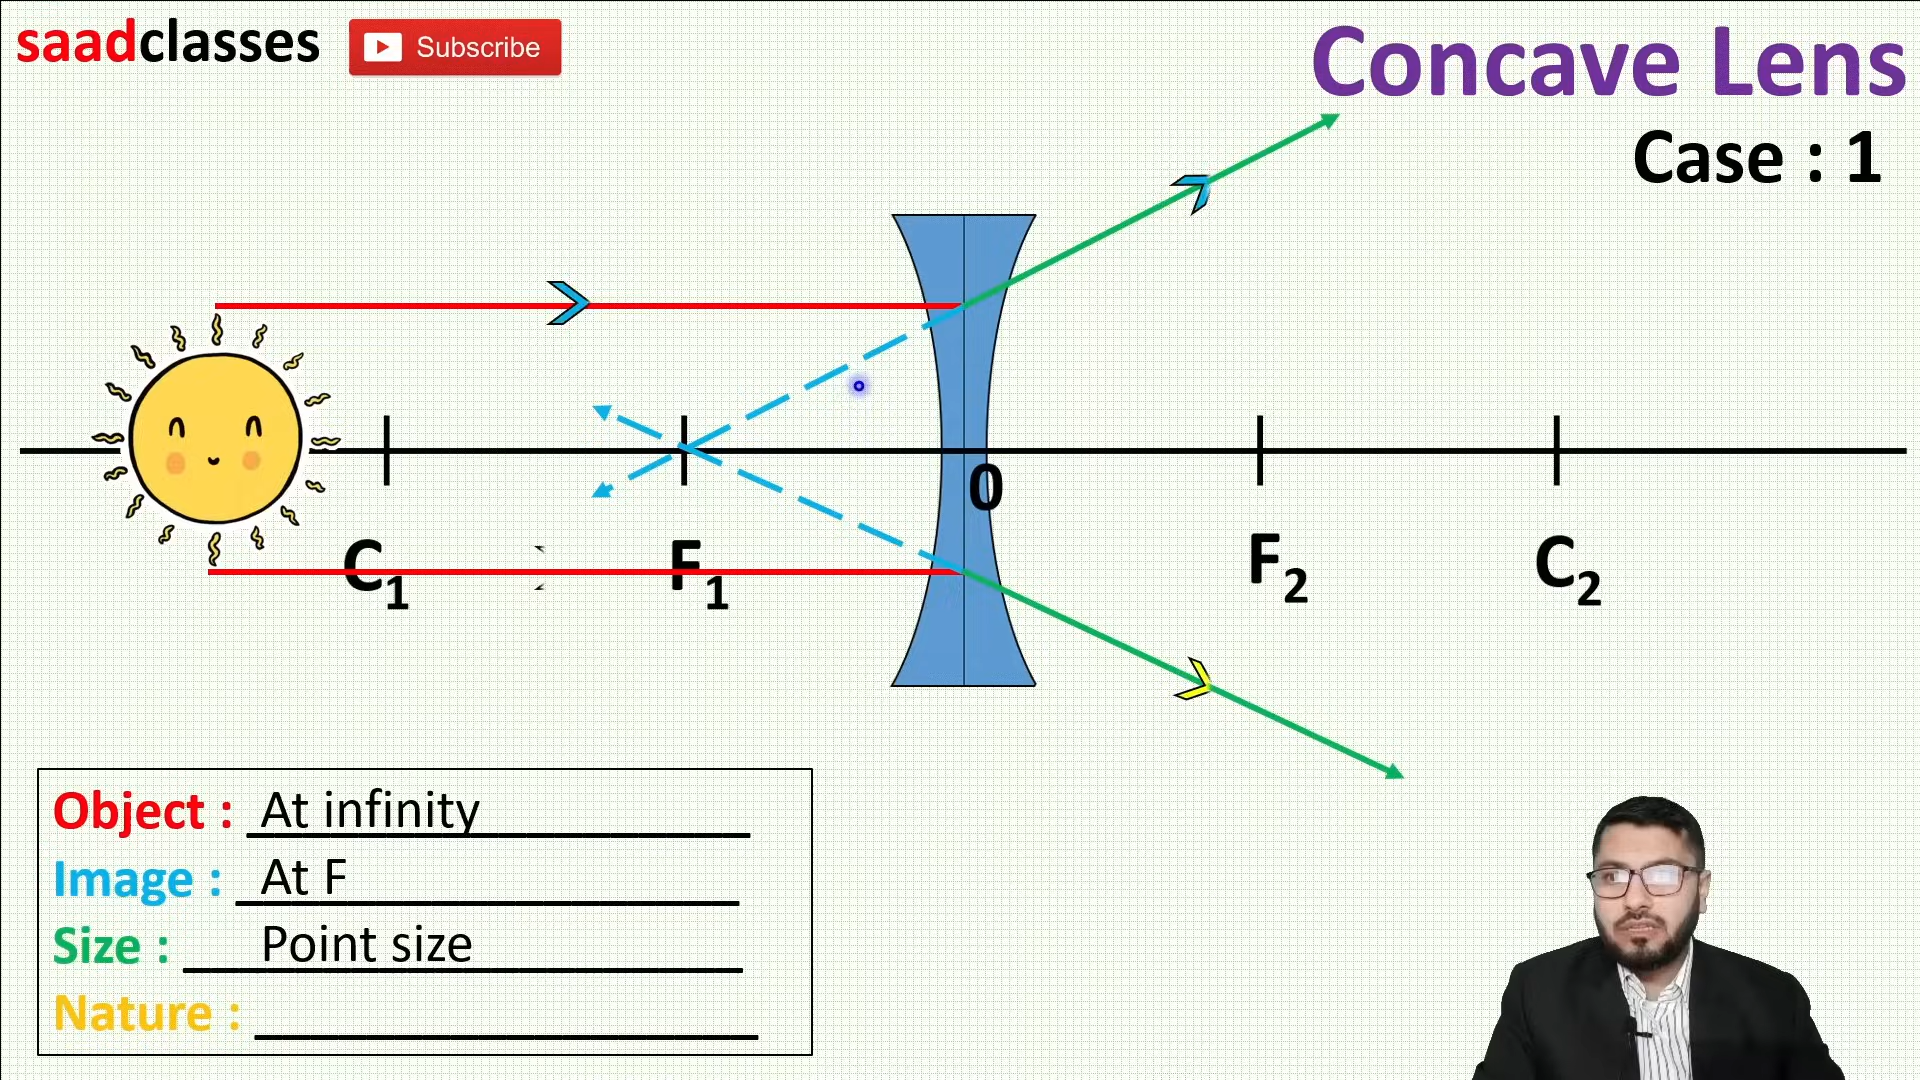 saadclasses
Subscribe
Concave Lens
Case : 1
0
C1
F1
F2
C2
Object : At infinity
Image : At F
Size : Point size
Nature :